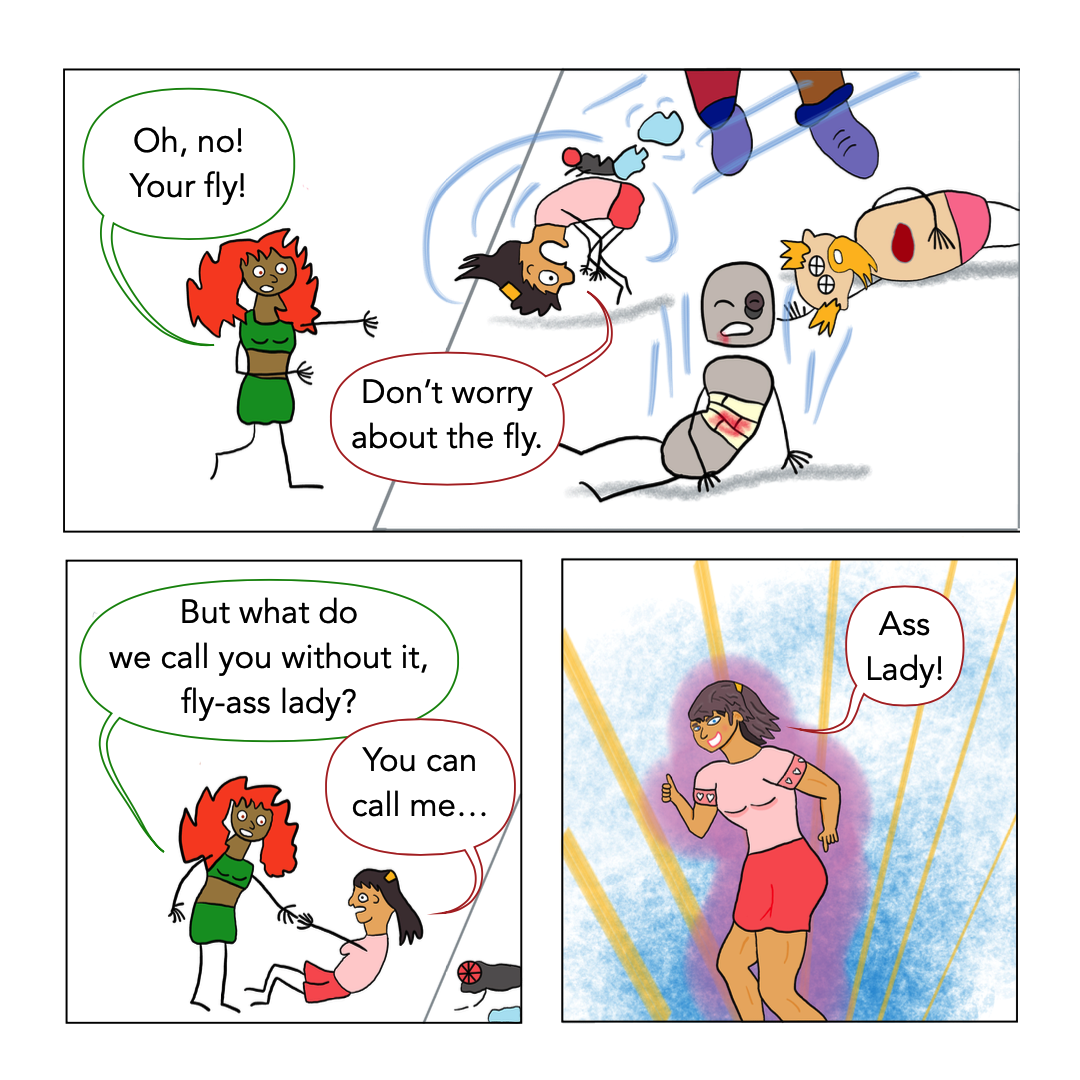 Oh, no!
Your fly!
Don't worry
about the fly.
But what do
we call you without it,
fly-ass lady?
You can
call me…
Ass
Lady!